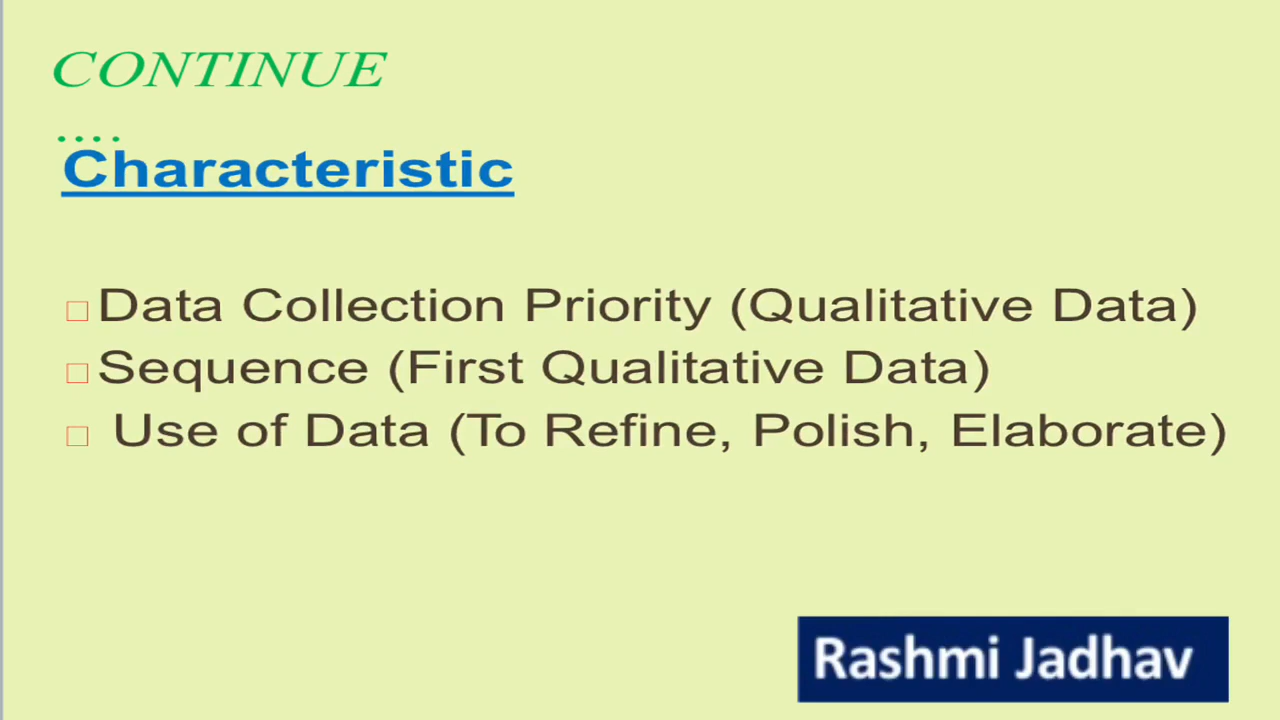 CONTINUE
....
Characteristic
Data Collection Priority (Qualitative Data)
Sequence (First Qualitative Data)
Use of Data (To Refine, Polish, Elaborate)
Rashmi Jadhav